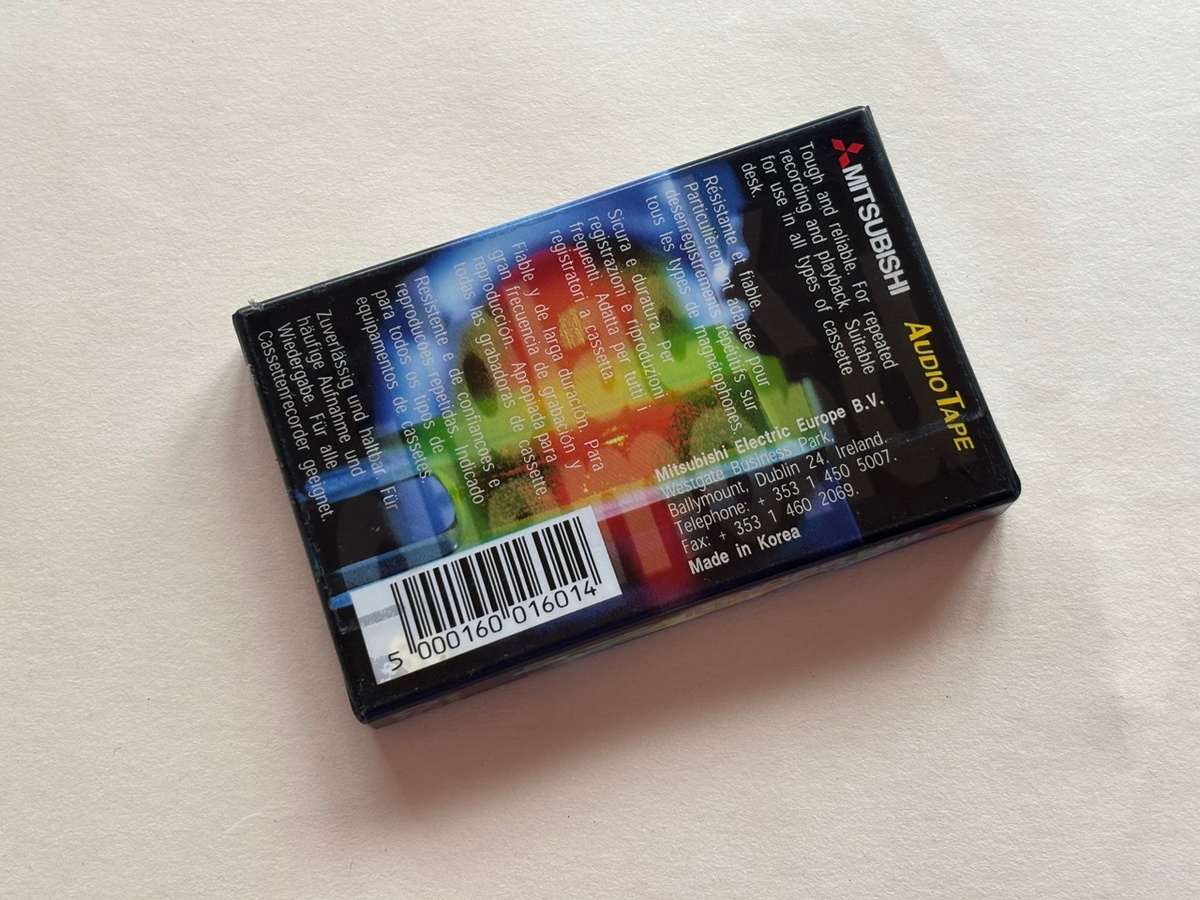 MITSUBISHI
AUDIOTAPE
Tough and reliable. For repeated
recording and playback. Suitable
for use in all types of cassette
desk.
Résistante et fiable.
Particulièrement adaptée pour
desenregistrements répétitifs sur
tous les types de magnétophones.
Sicura e duratura. Per
registrazioni e riproduzioni
frequenti. Adatta per tutti i
registratori a cassetta
Fiable y de larga duración. Para
gran frecuencia de grabación y
reproducción. Apropiada para
todas las grabadoras de cassette.
Resistente e de confiancoes e
reproducoes repetidas. Indicado
para todos os tipos de
equipamentos de cassetes.
Zuverlässig und haltbar. Für
häufige Aufnahme und
Wiedergabe. Für alle
Cassettenrecorder geeignet.
Mitsubishi Electric Europe B.V.
Westgate Business Park,
Ballymount, Dublin 24, Ireland.
Telephone: + 353 1 450 5007.
Fax: + 353 1 460 2069.
Made in Korea
5 000160 016014